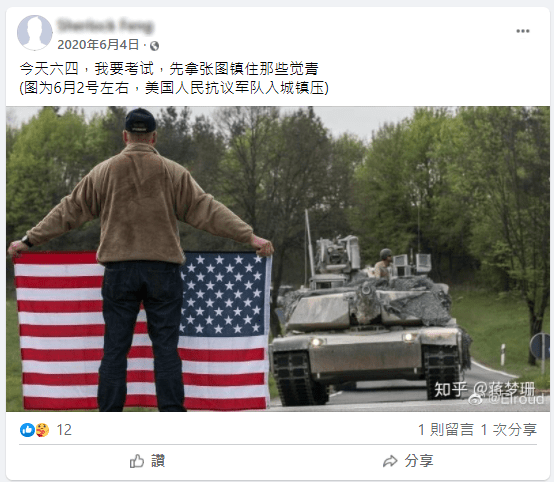 2020年6月4日
今天六四，我要考试，先拿张图镇住那些觉青
(图为6月2号左右，美国人民抗议军队入城镇压)
知乎 @蒋梦珊
@Elroud
12
1 則留言 1 次分享
讚
分享